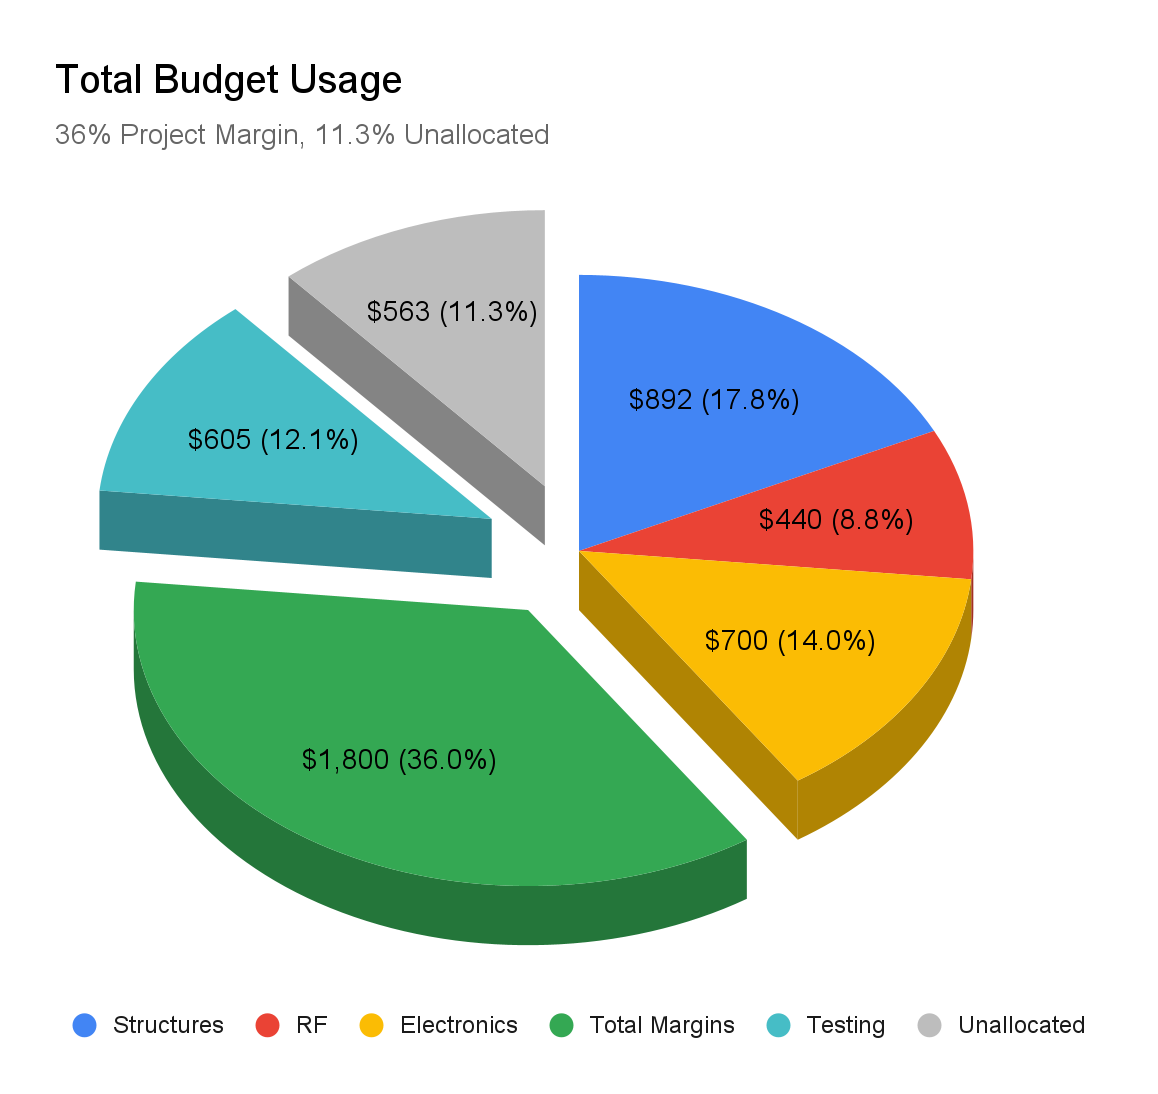 Total Budget Usage
36% Project Margin, 11.3% Unallocated
$563 (11.3%)
$892 (17.8%)
$605 (12.1%)
$440 (8.8%)
$700 (14.0%)
$1,800 (36.0%)
Structures RF Electronics Total Margins Testing Unallocated